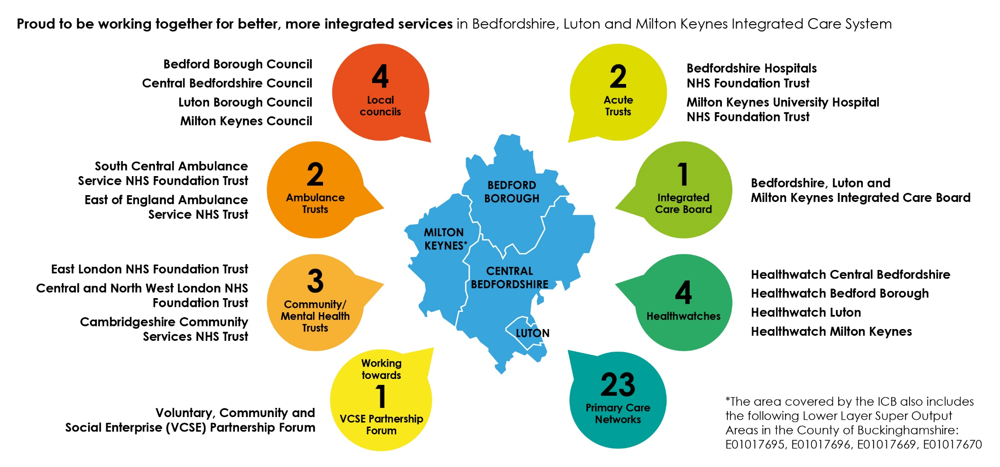 Proud to be working together for better, more integrated services in Bedfordshire, Luton and Milton Keynes Integrated Care System
Bedford Borough Council
Central Bedfordshire Council
Luton Borough Council
Milton Keynes Council
4
Local
councils
2
Acute
Trusts
Bedfordshire Hospitals
NHS Foundation Trust
Milton Keynes University Hospital
NHS Foundation Trust
South Central Ambulance
Service NHS Foundation Trust
East of England Ambulance
Service NHS Trust
2
Ambulance
Trusts
1
Integrated
Care Board
Bedfordshire, Luton and
Milton Keynes Integrated Care Board
BEDFORD
BOROUGH
MILTON
KEYNES*
CENTRAL
BEDFORDSHIRE
LUTON
East London NHS Foundation Trust
Central and North West London NHS
Foundation Trust
Cambridgeshire Community
Services NHS Trust
3
Community/
Mental Health
Trusts
4
Healthwatches
Healthwatch Central Bedfordshire
Healthwatch Bedford Borough
Healthwatch Luton
Healthwatch Milton Keynes
Voluntary, Community and
Social Enterprise (VCSE) Partnership Forum
Working
towards
1
VCSE Partnership
Forum
23
Primary Care
Networks
*The area covered by the ICB also includes
the following Lower Layer Super Output
Areas in the County of Buckinghamshire:
E01017695, E01017696, E01017669, E01017670